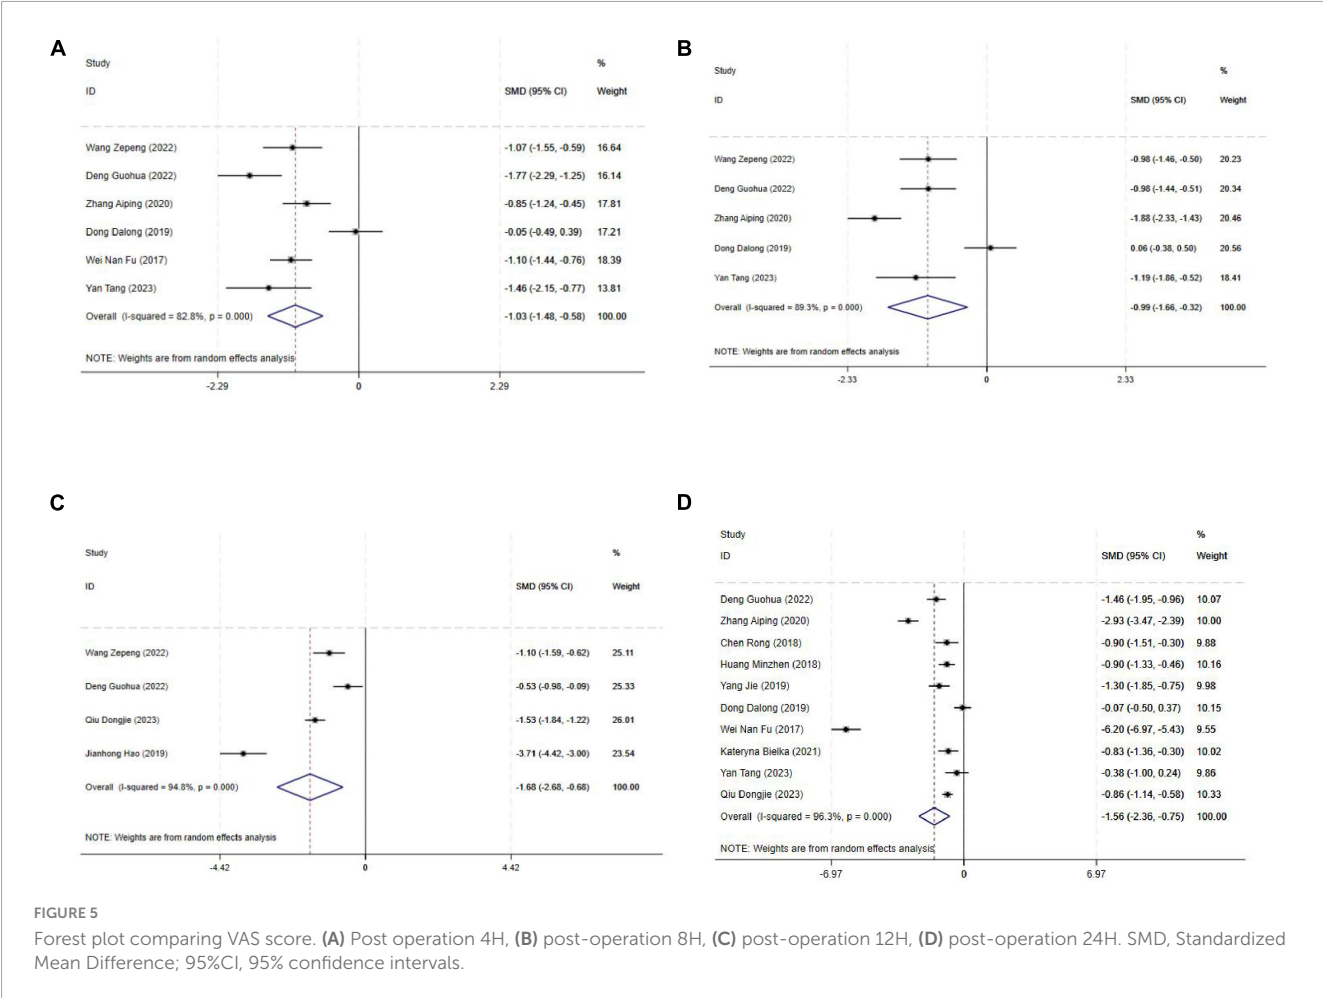 A
Study %
ID SMD (95% CI) Weight
Wang Zepeng (2022) -1.07 (-1.55, -0.59) 16.64
Deng Guohua (2022) -1.77 (-2.29, -1.25) 16.14
Zhang Aiping (2020) -0.85 (-1.24, -0.45) 17.81
Dong Dalong (2019) -0.05 (-0.49, 0.39) 17.21
Wei Nan Fu (2017) -1.10 (-1.44, -0.76) 18.39
Yan Tang (2023) -1.46 (-2.15, -0.77) 13.81
Overall (I-squared = 82.8%, p = 0.000) -1.03 (-1.48, -0.58) 100.00
NOTE: Weights are from random effects analysis
-2.29 0 2.29
B
Study %
ID SMD (95% CI) Weight
Wang Zepeng (2022) -0.98 (-1.46, -0.50) 20.23
Deng Guohua (2022) -0.98 (-1.44, -0.51) 20.34
Zhang Aiping (2020) -1.88 (-2.33, -1.43) 20.46
Dong Dalong (2019) 0.06 (-0.38, 0.50) 20.56
Yan Tang (2023) -1.19 (-1.86, -0.52) 18.41
Overall (I-squared = 89.3%, p = 0.000) -0.99 (-1.66, -0.32) 100.00
NOTE: Weights are from random effects analysis
-2.33 0 2.33
C
Study %
ID SMD (95% CI) Weight
Wang Zepeng (2022) -1.10 (-1.59, -0.62) 25.11
Deng Guohua (2022) -0.53 (-0.98, -0.09) 25.33
Qiu Dongjie (2023) -1.53 (-1.84, -1.22) 26.01
Jianhong Hao (2019) -3.71 (-4.42, -3.00) 23.54
Overall (I-squared = 94.8%, p = 0.000) -1.68 (-2.68, -0.68) 100.00
NOTE: Weights are from random effects analysis
-4.42 0 4.42
D
Study %
ID SMD (95% CI) Weight
Deng Guohua (2022) -1.46 (-1.95, -0.96) 10.07
Zhang Aiping (2020) -2.93 (-3.47, -2.39) 10.00
Chen Rong (2018) -0.90 (-1.51, -0.30) 9.88
Huang Minzhen (2018) -0.90 (-1.33, -0.46) 10.16
Yang Jie (2019) -1.30 (-1.85, -0.75) 9.98
Dong Dalong (2019) -0.07 (-0.50, 0.37) 10.15
Wei Nan Fu (2017) -6.20 (-6.97, -5.43) 9.55
Kateryna Bielka (2021) -0.83 (-1.36, -0.30) 10.02
Yan Tang (2023) -0.38 (-1.00, 0.24) 9.86
Qiu Dongjie (2023) -0.86 (-1.14, -0.58) 10.33
Overall (I-squared = 96.3%, p = 0.000) -1.56 (-2.36, -0.75) 100.00
NOTE: Weights are from random effects analysis
-6.97 0 6.97
FIGURE 5
Forest plot comparing VAS score. (A) Post operation 4H, (B) post-operation 8H, (C) post-operation 12H, (D) post-operation 24H. SMD, Standardized
Mean Difference; 95%CI, 95% confidence intervals.